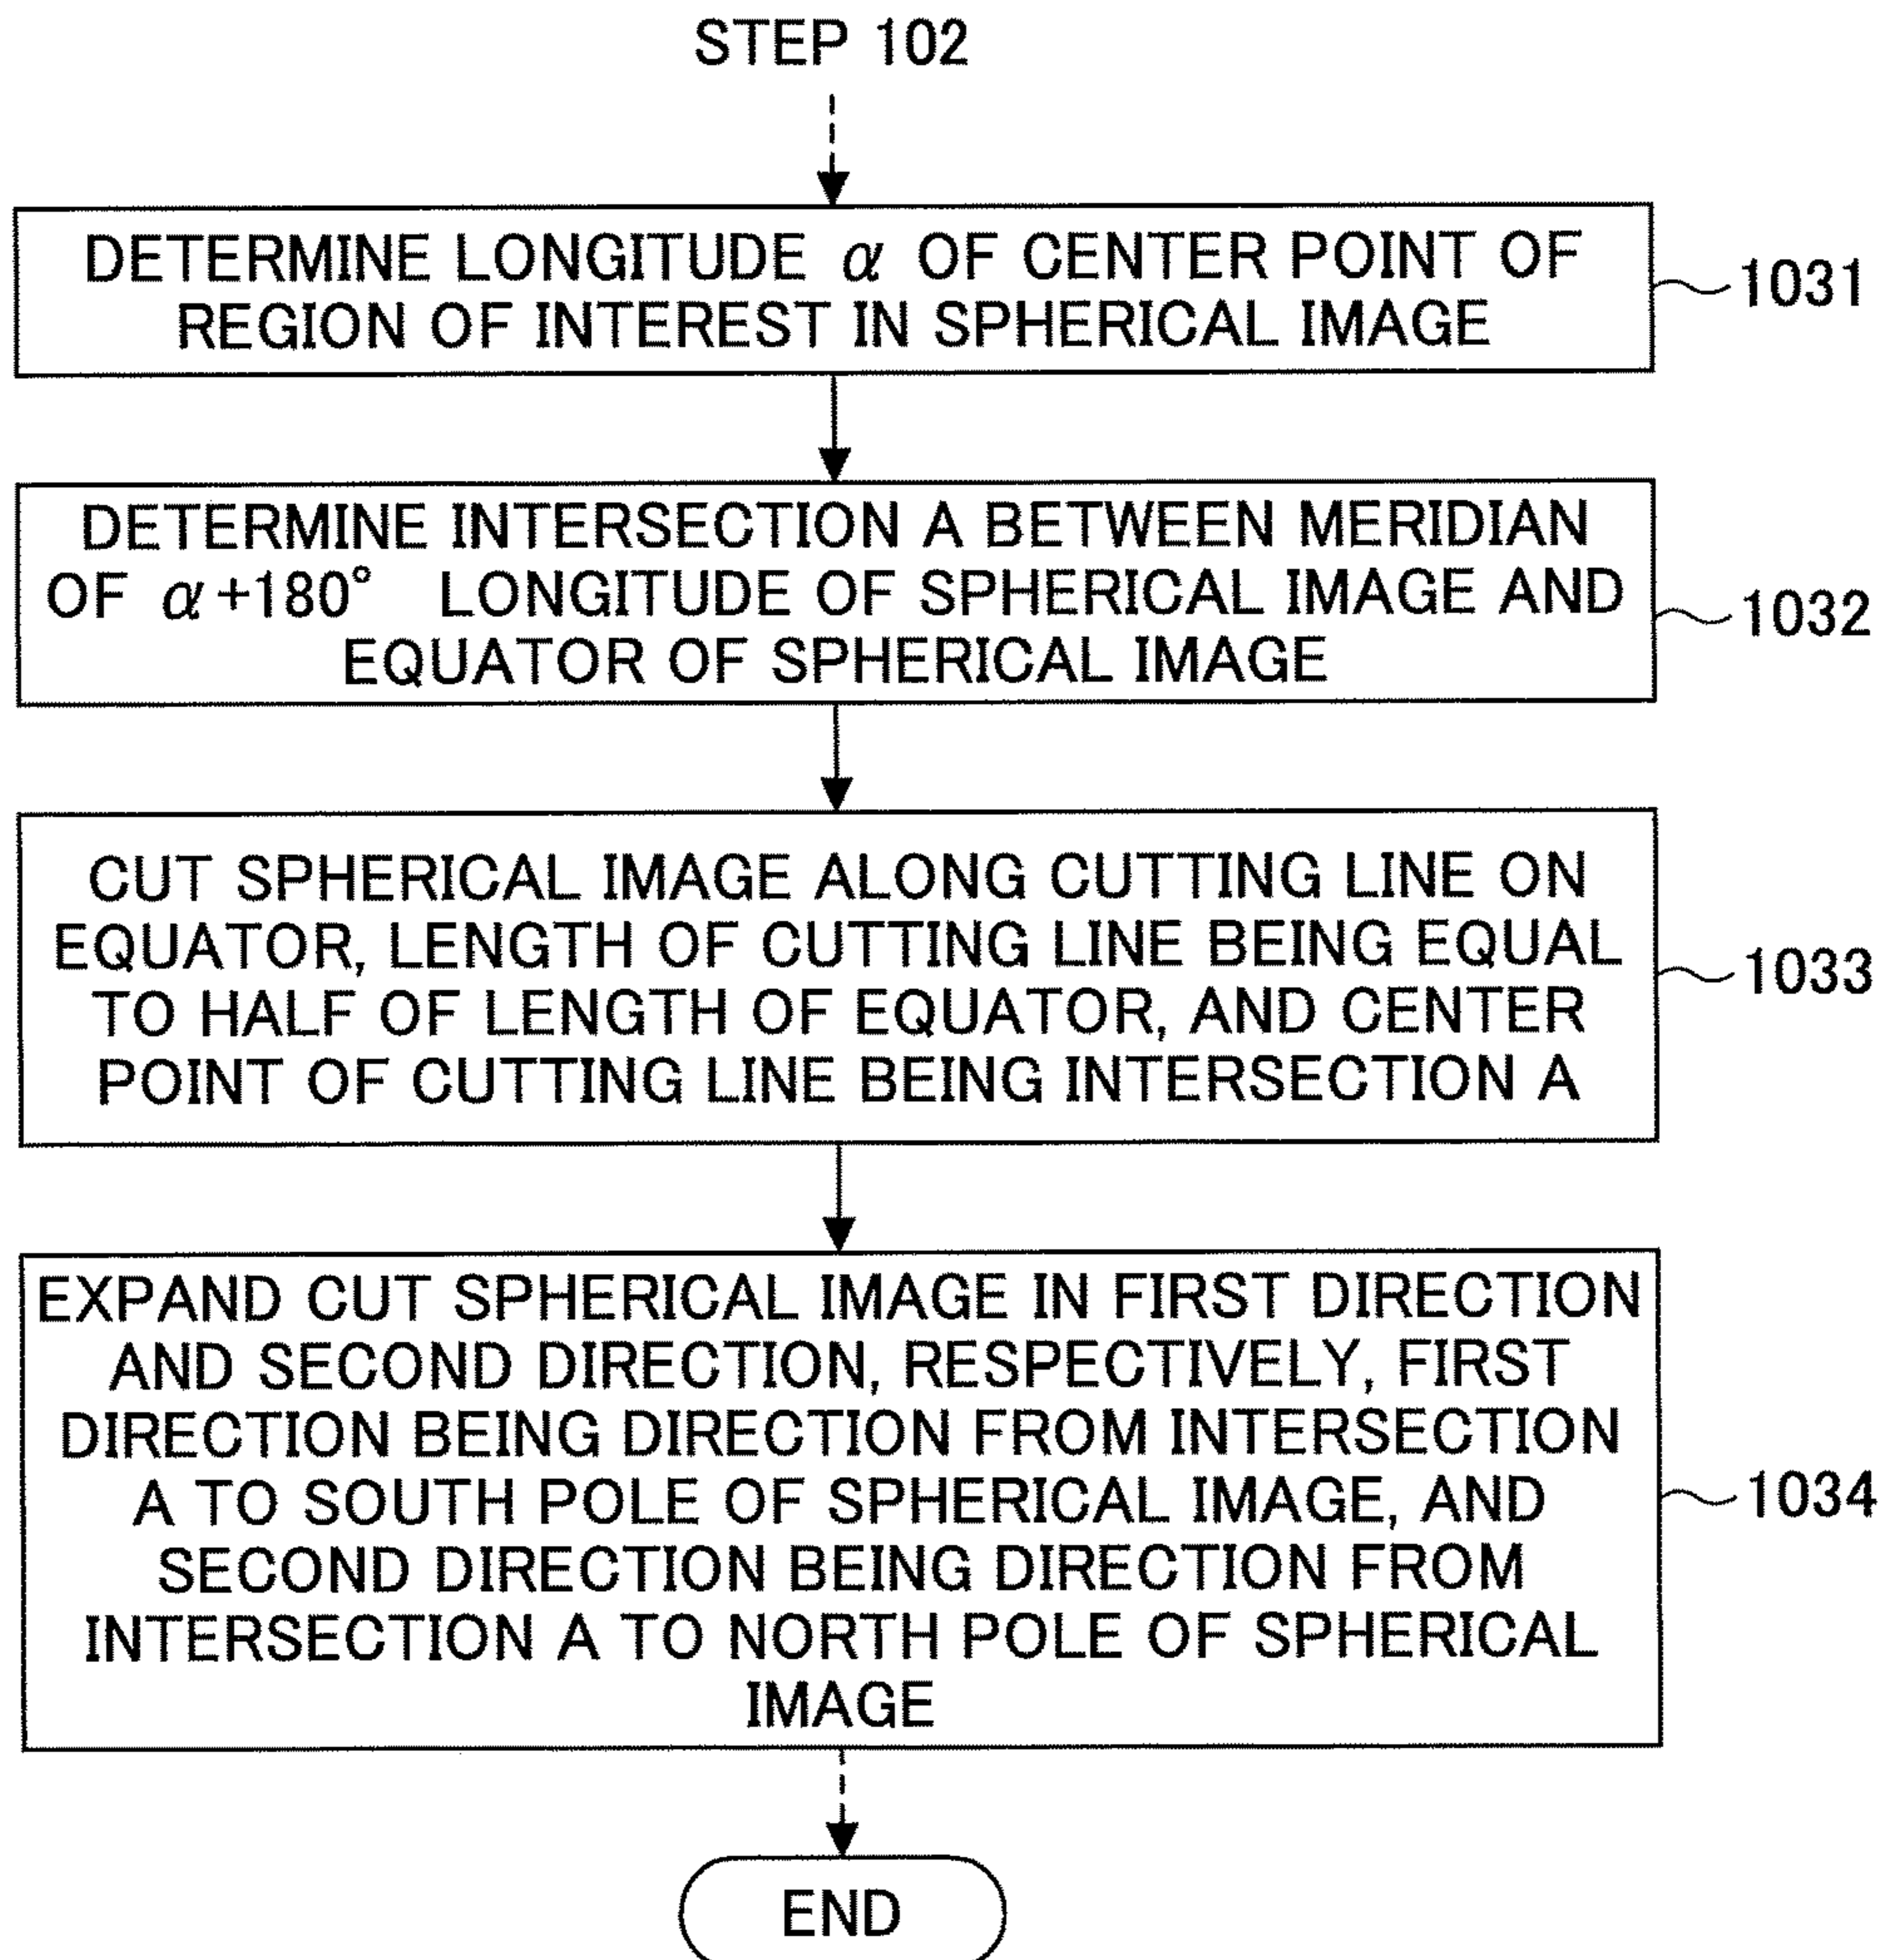 STEP 102
DETERMINE LONGITUDE α OF CENTER POINT OF
REGION OF INTEREST IN SPHERICAL IMAGE
1031
DETERMINE INTERSECTION A BETWEEN MERIDIAN
OF α+180° LONGITUDE OF SPHERICAL IMAGE AND
EQUATOR OF SPHERICAL IMAGE
1032
CUT SPHERICAL IMAGE ALONG CUTTING LINE ON
EQUATOR, LENGTH OF CUTTING LINE BEING EQUAL
TO HALF OF LENGTH OF EQUATOR, AND CENTER
POINT OF CUTTING LINE BEING INTERSECTION A
1033
EXPAND CUT SPHERICAL IMAGE IN FIRST DIRECTION
AND SECOND DIRECTION, RESPECTIVELY, FIRST
DIRECTION BEING DIRECTION FROM INTERSECTION
A TO SOUTH POLE OF SPHERICAL IMAGE, AND
SECOND DIRECTION BEING DIRECTION FROM
INTERSECTION A TO NORTH POLE OF SPHERICAL
IMAGE
1034
END